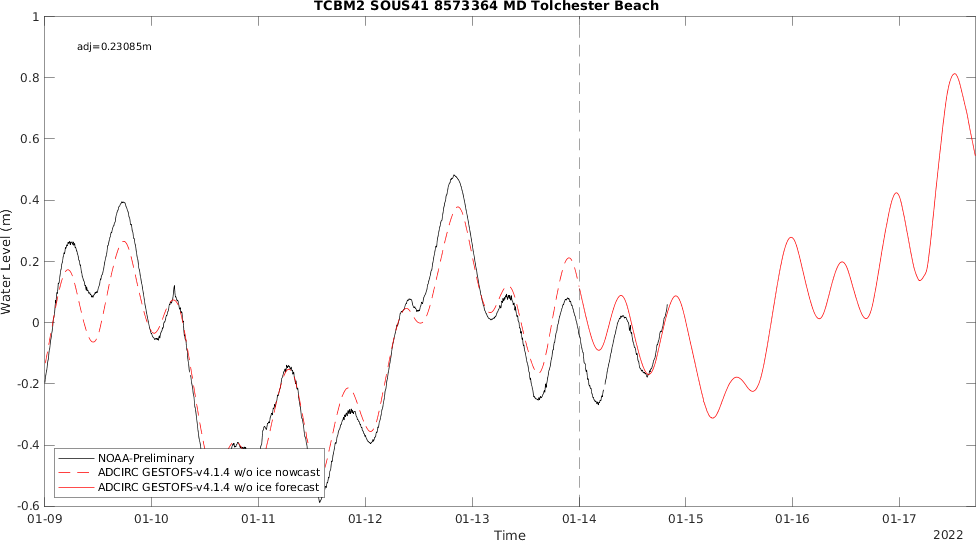 TCBM2 SOUS41 8573364 MD Tolchester Beach
adj=0.23085m
Water Level (m)
1
0.8
0.6
0.4
0.2
0
-0.2
-0.4
-0.6
NOAA-Preliminary
ADCIRC GESTOFS-v4.1.4 w/o ice nowcast
ADCIRC GESTOFS-v4.1.4 w/o ice forecast
01-09 01-10 01-11 01-12 01-13 01-14 01-15 01-16 01-17
Time
2022